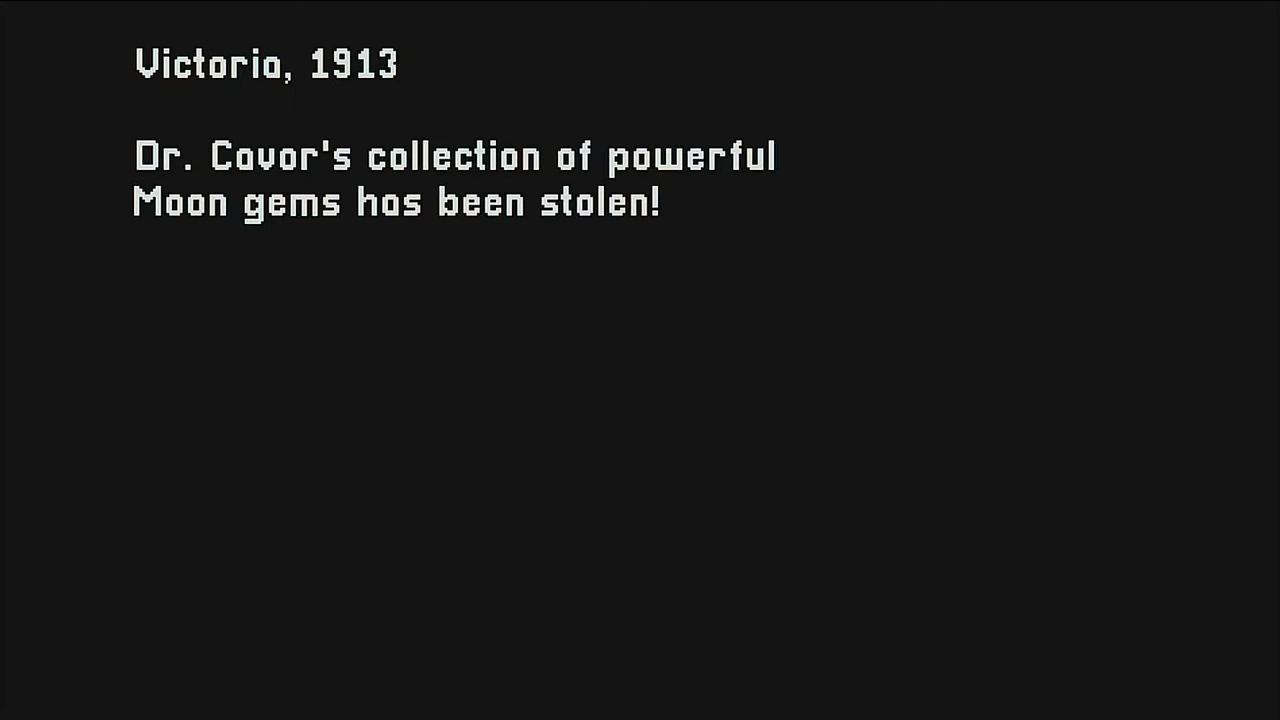 Victoria, 1913
Dr. Cavor's collection of powerful
Moon gems has been stolen!